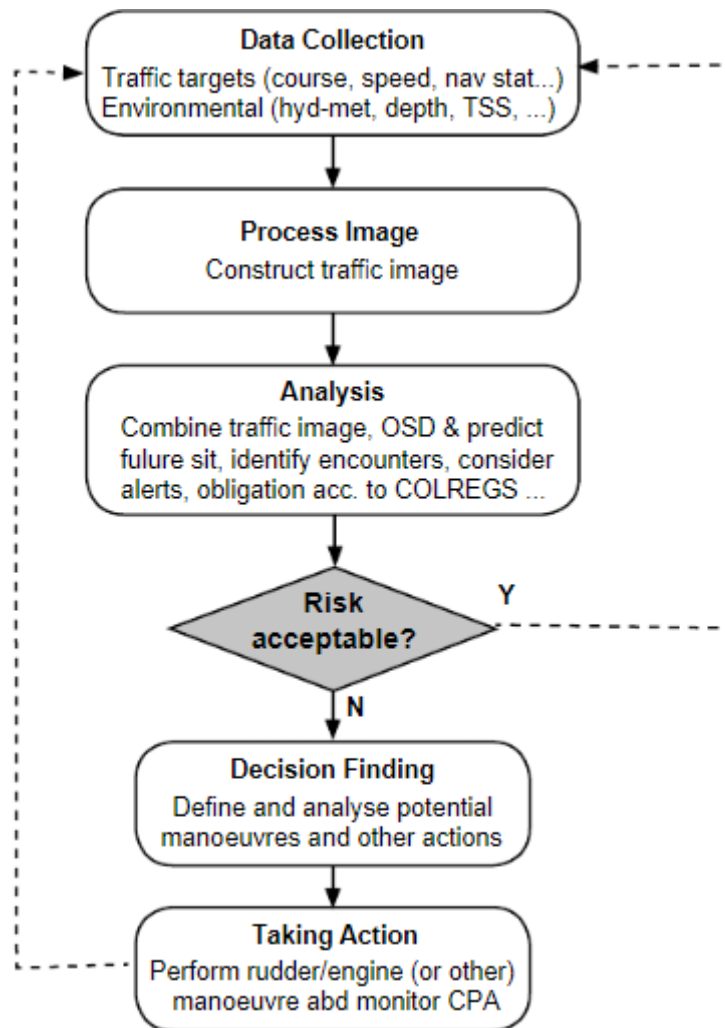 Data Collection
Traffic targets (course, speed, nav stat...)
Environmental (hyd-met, depth, TSS, ...)
Process Image
Construct traffic image
Analysis
Combine traffic image, OSD & predict
fulure sit, identify encounters, consider
alerts, obligation acc. to COLREGS ...
Risk
acceptable?
Y
N
Decision Finding
Define and analyse potential
manoeuvres and other actions
Taking Action
Perform rudder/engine (or other)
manoeuvre abd monitor CPA